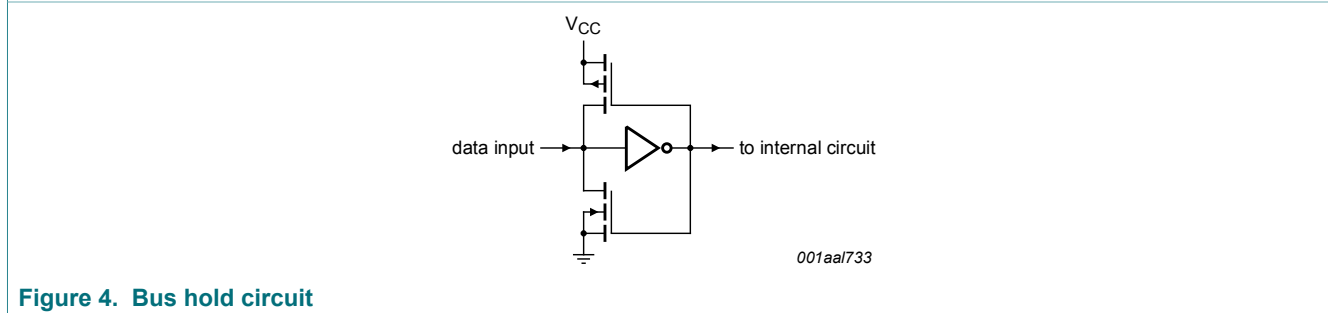 VCC
data input
to internal circuit
001aal733
Figure 4. Bus hold circuit